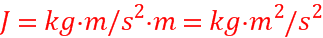 J = kg·m/s²·m = kg·m²/s²